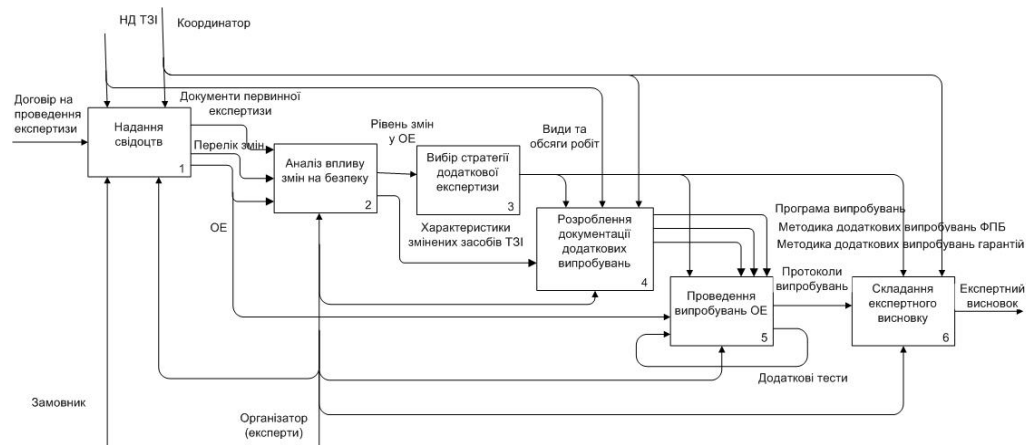 НД ТЗІ
Координатор
Договір на
проведення
експертизи
Надання
свідоцтв
1
Документи первинної
експертизи
Перелік змін
ОЕ
Аналіз впливу
змін на безпеку
2
Рівень змін
у ОЕ
Вибір стратегії
додаткової
експертизи
3
Види та
обсяги робіт
Характеристики
змінених засобів ТЗІ
Розроблення
документації
додаткових
випробувань
4
Програма випробувань
Методика додаткових випробувань ФПБ
Методика додаткових випробувань гарантій
Проведення
випробувань ОЕ
5
Протоколи
випробувань
Складання
експертного
висновку
6
Експертний
висновок
Додаткові тести
Замовник
Організатор
(експерти)